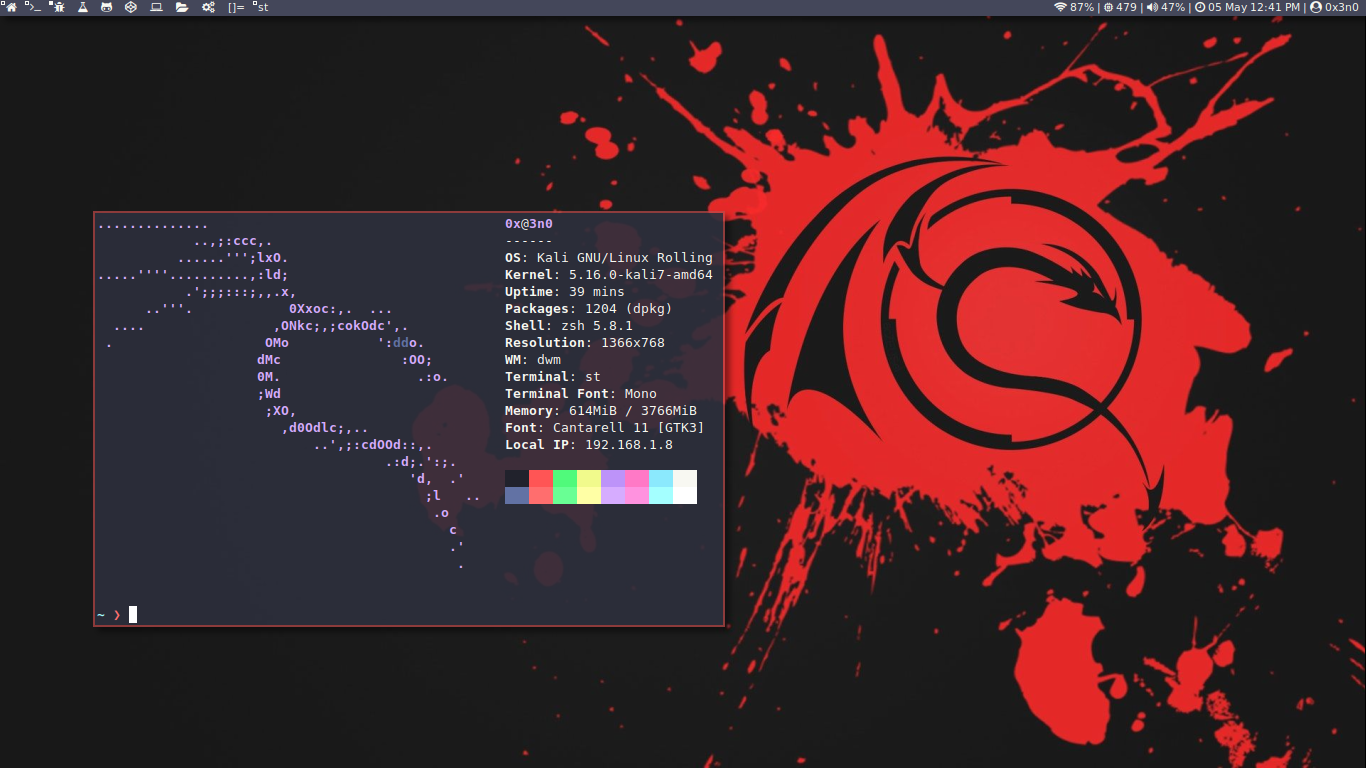 []= st 87% | 479 | 47% | 05 May 12:41 PM | 0x3n0
..............
..,;:ccc,.
......''';lxO.
.....''''..........,:ld;
.';;;:::;,,.x,
..'''. 0Xxoc:,. ...
.... ,ONkc;,;cokOdc',.
. OMo ':ddo.
dMc :OO;
0M. .:o.
;Wd
;XO,
,d0Odlc;,..
..',;:cdOOd::,.
.:d;.':;.
'd, .'
;l ..
.o
c
.'
.
0x@3n0
------
OS: Kali GNU/Linux Rolling
Kernel: 5.16.0-kali7-amd64
Uptime: 39 mins
Packages: 1204 (dpkg)
Shell: zsh 5.8.1
Resolution: 1366x768
WM: dwm
Terminal: st
Terminal Font: Mono
Memory: 614MiB / 3766MiB
Font: Cantarell 11 [GTK3]
Local IP: 192.168.1.8
~ ❯